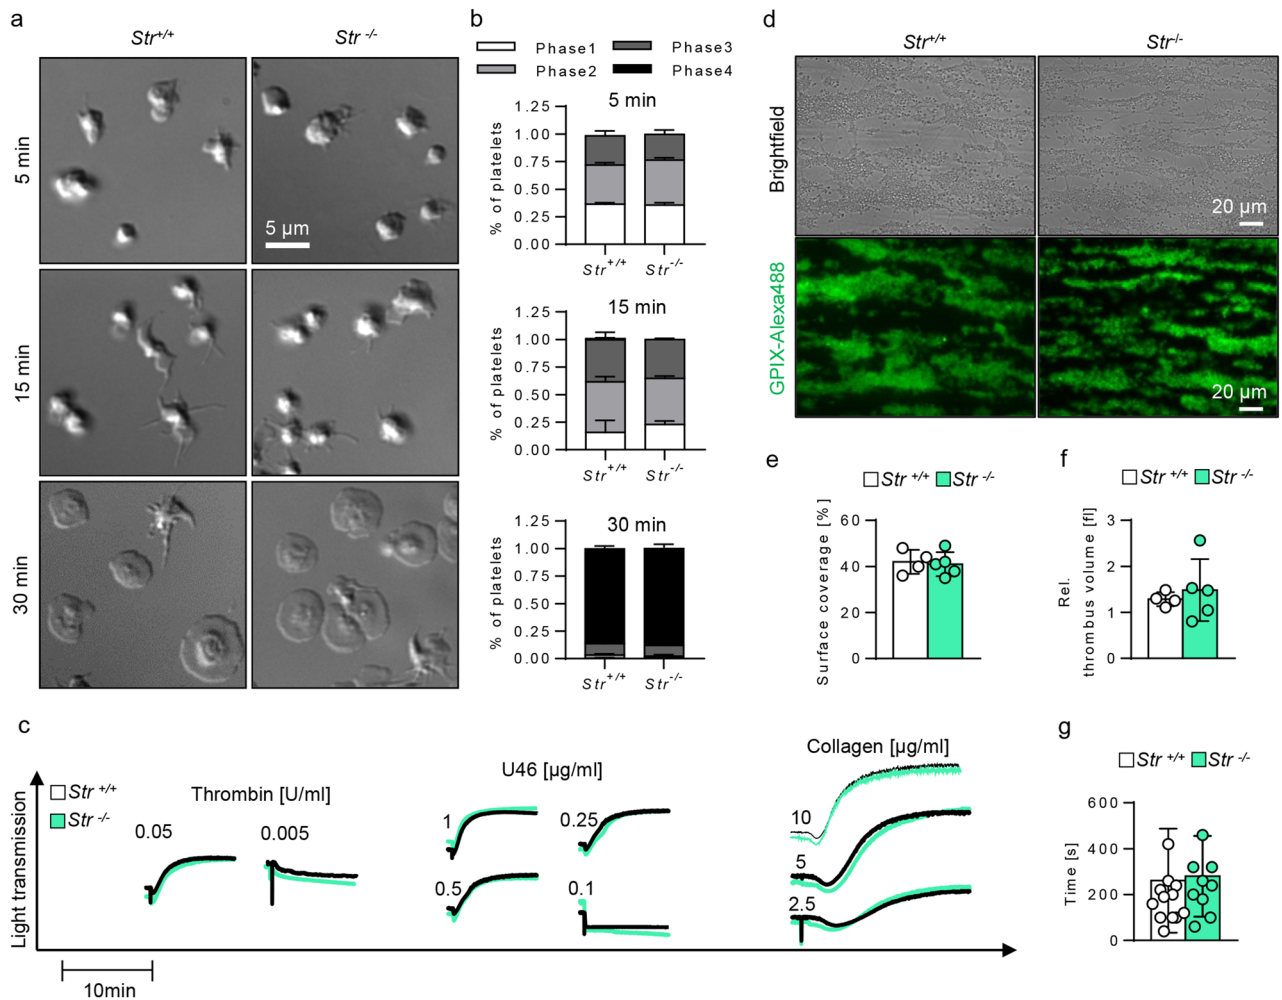 a
Str+/+
Str -/-
5 min
5 µm
15 min
30 min
b
Phase1
Phase3
Phase2
Phase4
5 min
% of platelets
1.25
1.00
0.75
0.50
0.25
0.00
Str+/+
Str-/-
15 min
% of platelets
1.25
1.00
0.75
0.50
0.25
0.00
Str+/+
Str-/-
30 min
% of platelets
1.25
1.00
0.75
0.50
0.25
0.00
Str+/+
Str-/-
d
Str+/+
Str-/-
Brightfield
20 µm
GPIX-Alexa488
20 µm
e
Str +/+
Str -/-
Surface coverage [%]
60
40
20
0
f
Str +/+
Str -/-
Rel.
thrombus volume [fl]
3
2
1
0
c
Light transmission
Str +/+
Str -/-
Thrombin [U/ml]
0.05
0.005
U46 [µg/ml]
1
0.25
0.5
0.1
Collagen [µg/ml]
10
5
2.5
10min
g
Str +/+
Str -/-
Time [s]
600
400
200
0